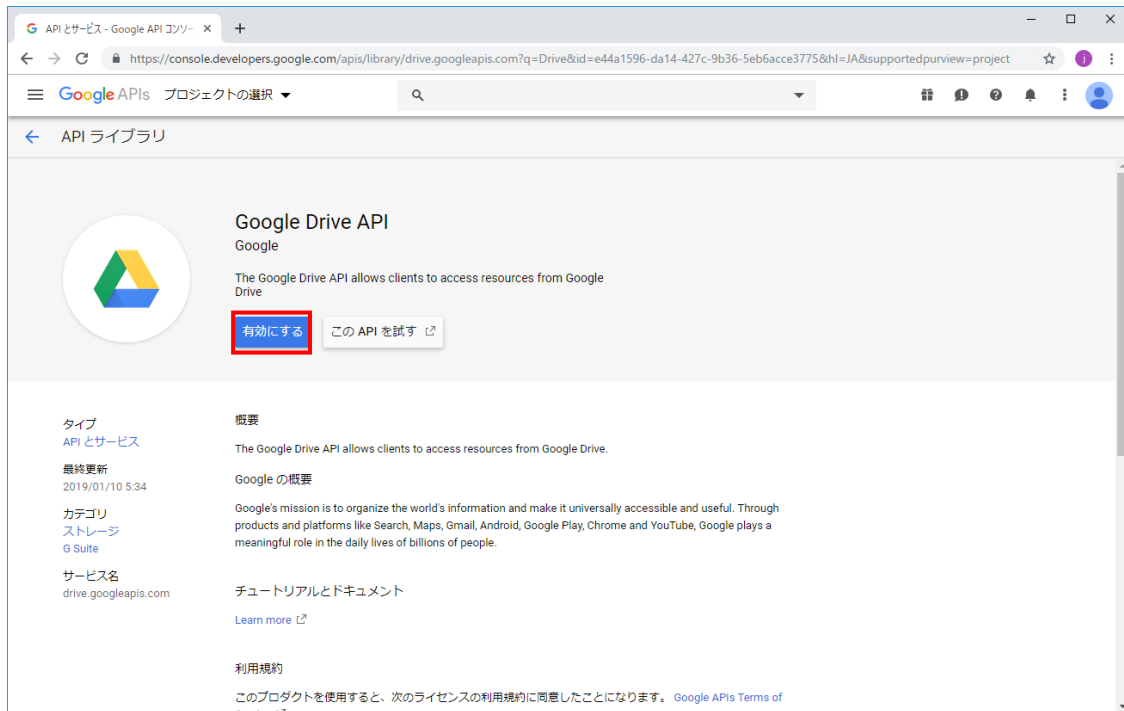 API とサービス - Google API コンソー
https://console.developers.google.com/apis/library/drive.googleapis.com?q=Drive&id=e44a1596-da14-427c-9b36-5eb6acce3775&hl=JA&supportedpurview=project
j
Google APIs プロジェクトの選択
API ライブラリ
Google Drive API
Google
The Google Drive API allows clients to access resources from Google
Drive
有効にする この API を試す
タイプ
API とサービス
最終更新
2019/01/10 5:34
カテゴリ
ストレージ
G Suite
サービス名
drive.googleapis.com
概要
The Google Drive API allows clients to access resources from Google Drive.
Google の概要
Google's mission is to organize the world's information and make it universally accessible and useful. Through
products and platforms like Search, Maps, Gmail, Android, Google Play, Chrome and YouTube, Google plays a
meaningful role in the daily lives of billions of people.
チュートリアルとドキュメント
Learn more
利用規約
このプロダクトを使用すると、次のライセンスの利用規約に同意したことになります。 Google APIs Terms of